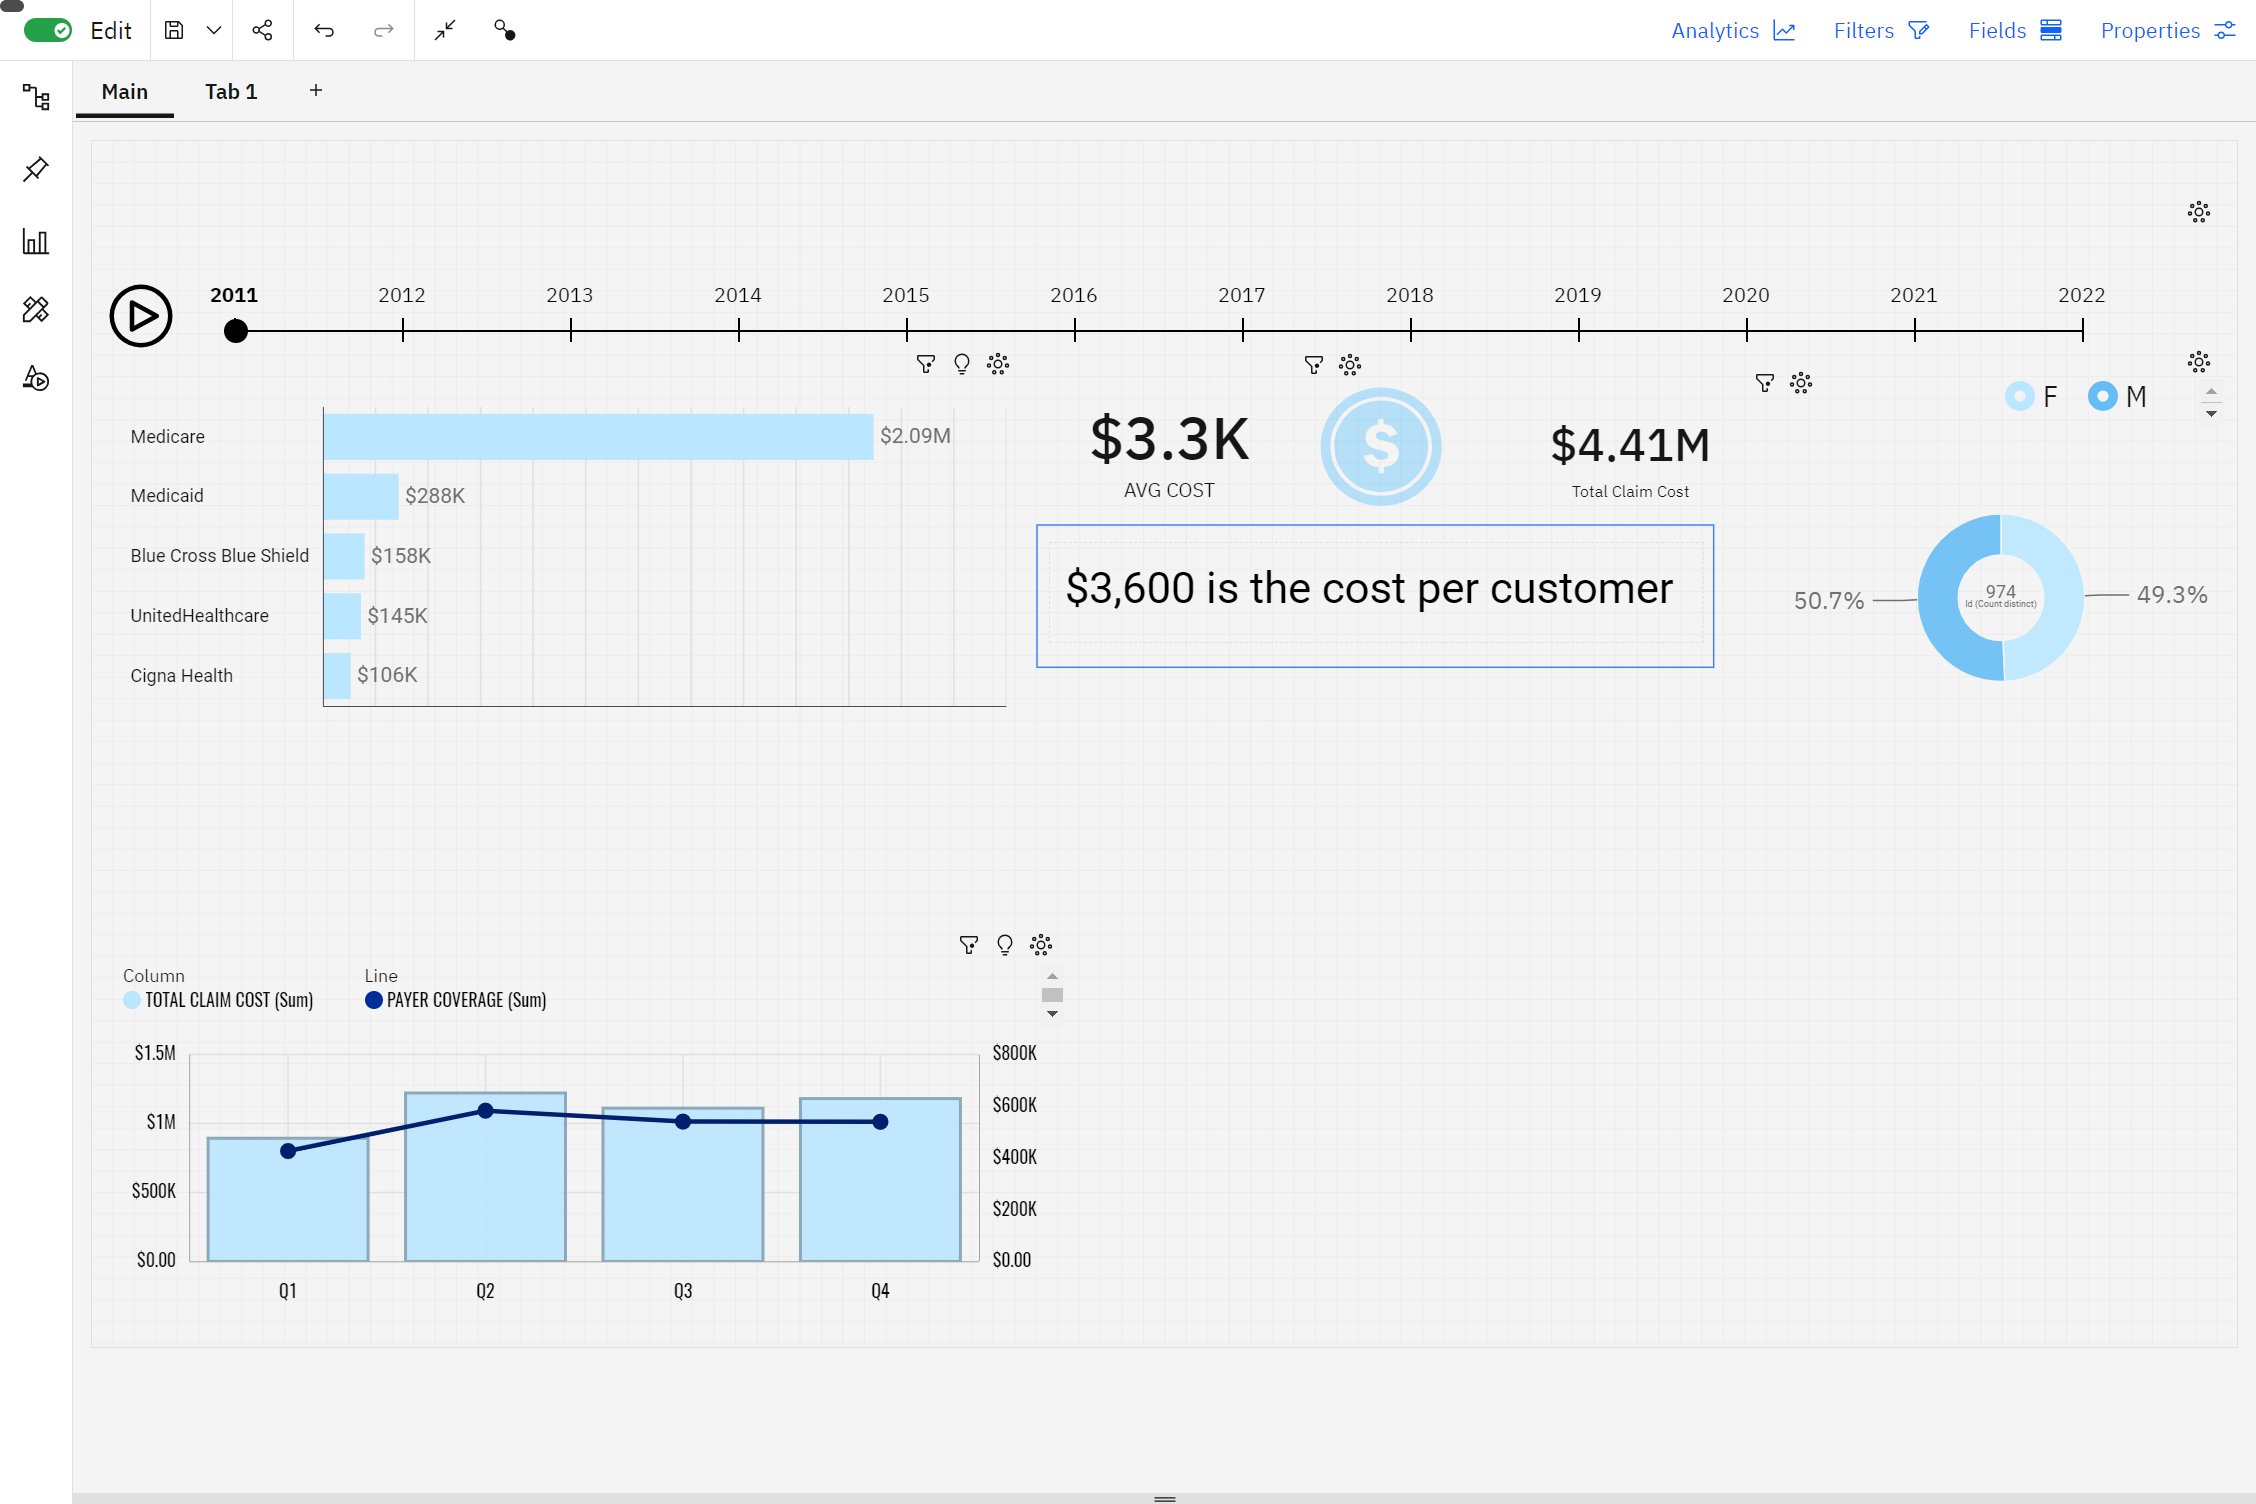 Edit
Analytics
Filters
Fields
Properties
Main
Tab 1
+
2011 2012 2013 2014 2015 2016 2017 2018 2019 2020 2021 2022
Medicare $2.09M
Medicaid $288K
Blue Cross Blue Shield $158K
UnitedHealthcare $145K
Cigna Health $106K
$3.3K
AVG COST
$
$4.41M
Total Claim Cost
F M
$3,600 is the cost per customer
50.7%
974
Id (Count distinct)
49.3%
Column
TOTAL CLAIM COST (Sum)
Line
PAYER COVERAGE (Sum)
$1.5M
$1M
$500K
$0.00
$800K
$600K
$400K
$200K
$0.00
Q1 Q2 Q3 Q4